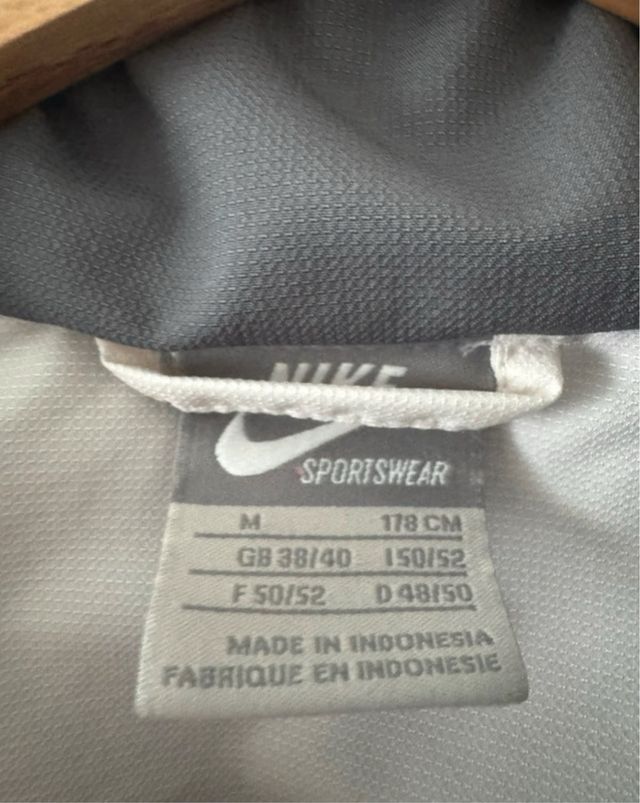 NIKE
SPORTSWEAR
M 178 CM
GB 38/40 I 50/52
F 50/52 D 48/50
MADE IN INDONESIA
FABRIQUE EN INDONESIE